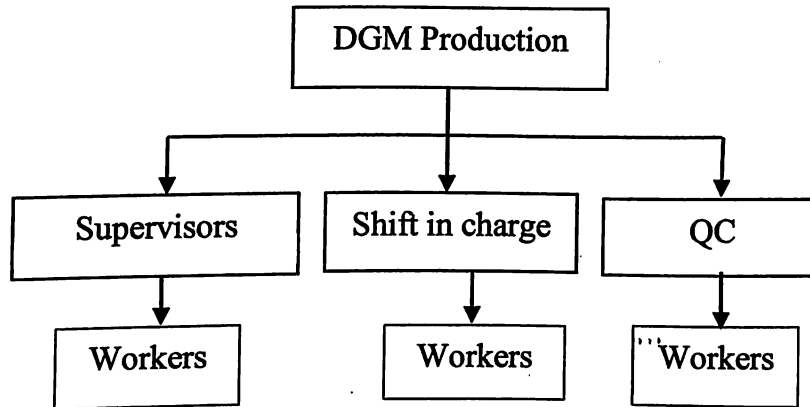 DGM Production
Supervisors
Shift in charge
QC
Workers
Workers
Workers